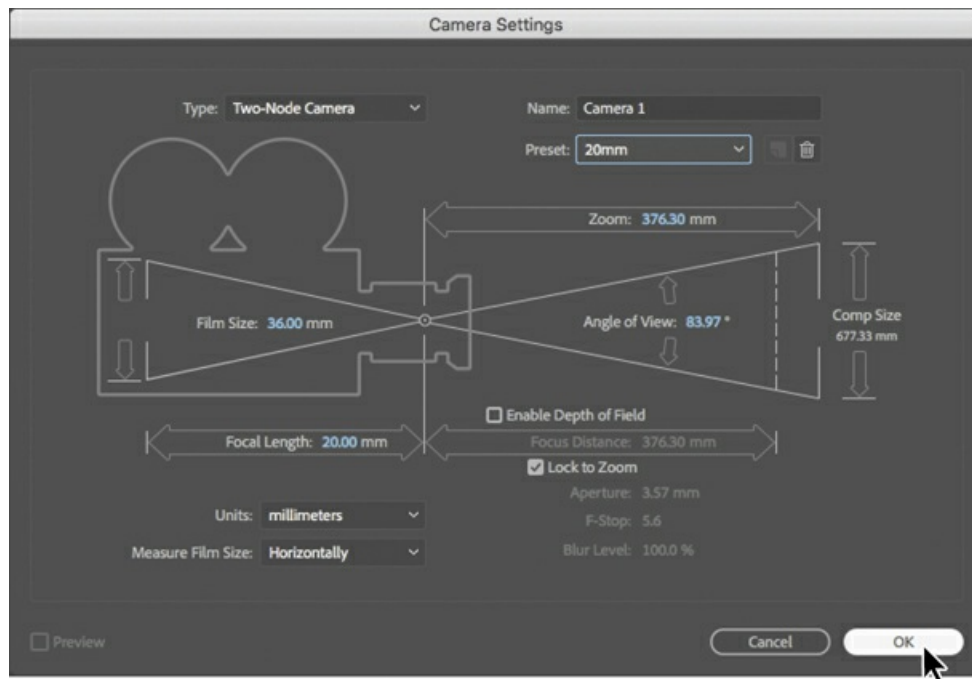 Camera Settings
Type: Two-Node Camera
Name: Camera 1
Preset: 20mm
Zoom: 376.30 mm
Film Size: 36.00 mm
Angle of View: 83.97 °
Comp Size
677.33 mm
Enable Depth of Field
Focal Length: 20.00 mm
Focus Distance: 376.30 mm
Lock to Zoom
Aperture: 3.57 mm
Units: millimeters
F-Stop: 5.6
Measure Film Size: Horizontally
Blur Level: 100.0 %
Preview
Cancel
OK